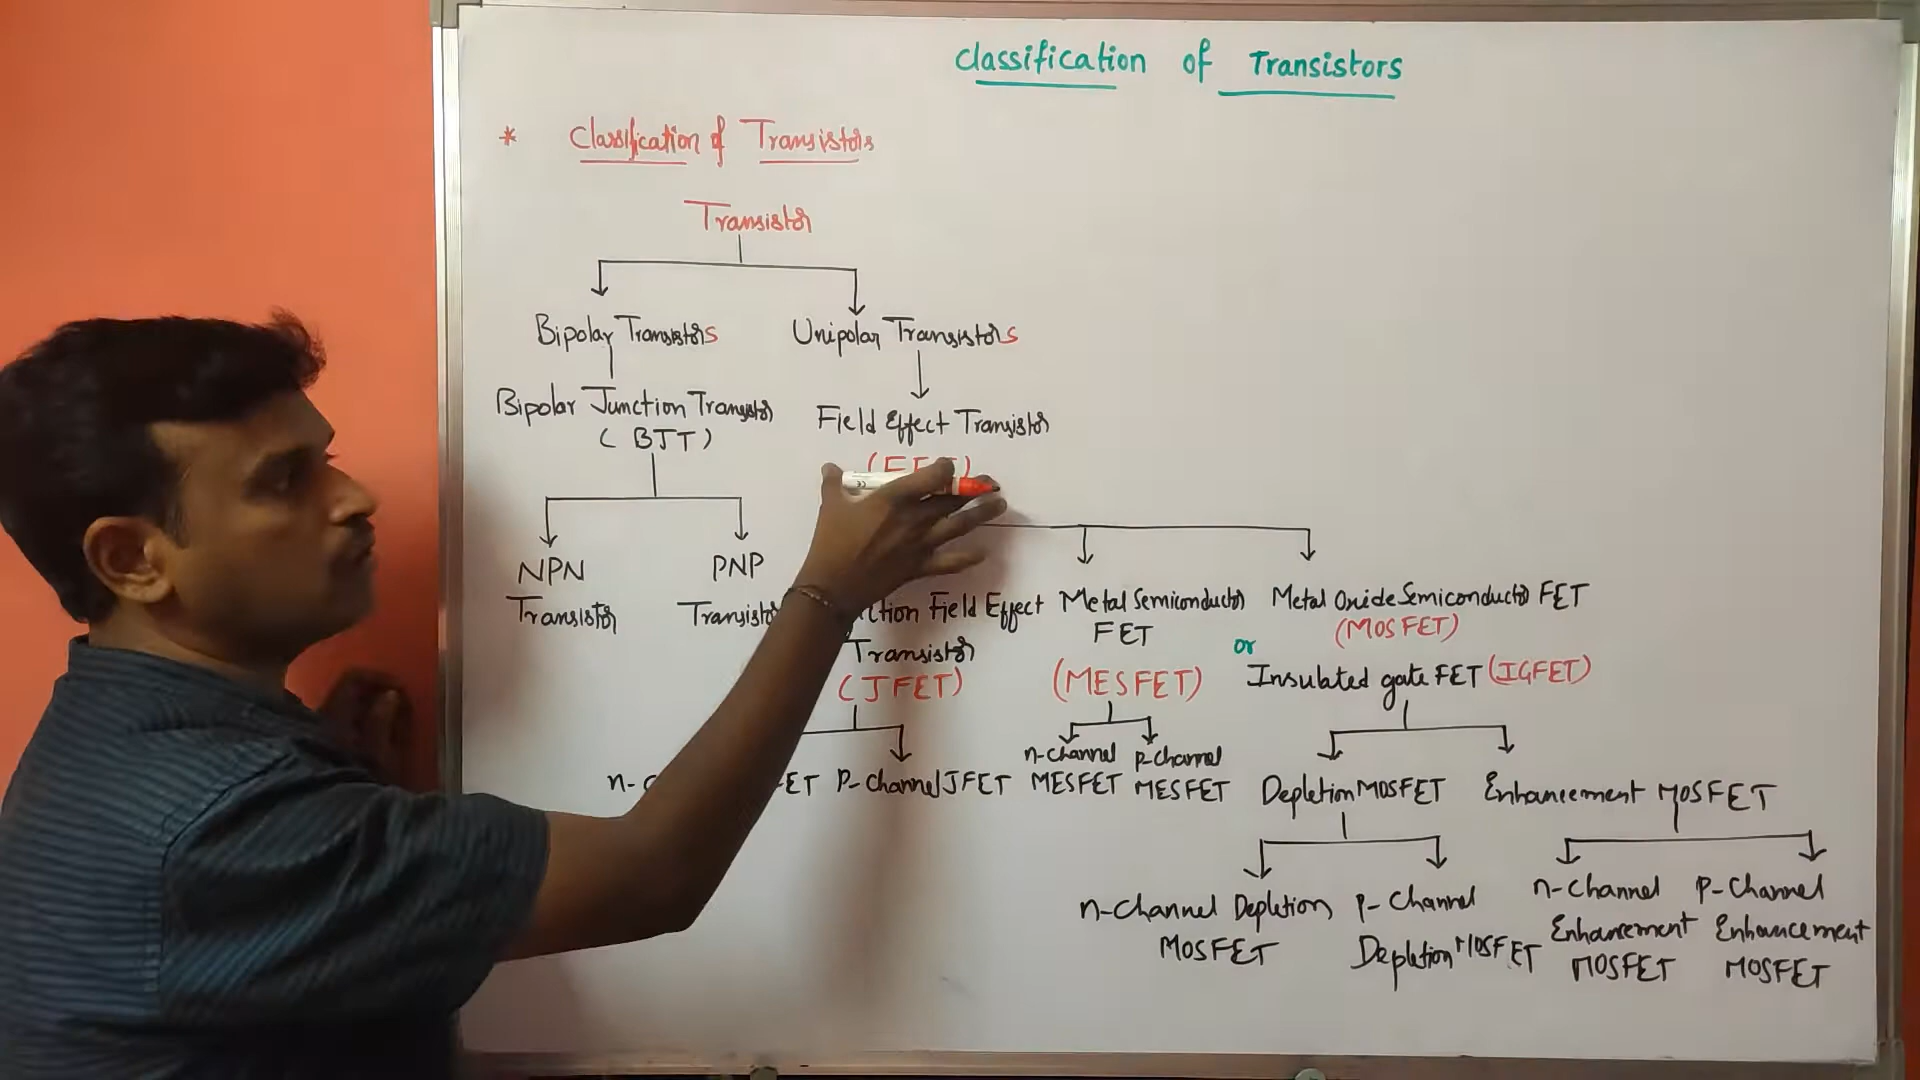 Classification of Transistors
* Classification of Transistors
Transistor
Bipolar Transistors
Unipolar Transistors
Bipolar Junction Transistor
(BJT)
Field Effect Transistor
NPN
Transistor
PNP
Field Effect
Transistor
(JFET)
Metal Semiconductor
FET
(MESFET)
Metal Oxide Semiconductor FET
(MOSFET)
or
Insulated gate FET (IGFET)
P-Channel JFET
n-channel
MESFET
p-channel
MESFET
Depletion MOSFET
Enhancement MOSFET
n-channel Depletion
MOSFET
p-Channel
Depletion MOSFET
n-channel
Enhancement
MOSFET
p-Channel
Enhancement
MOSFET